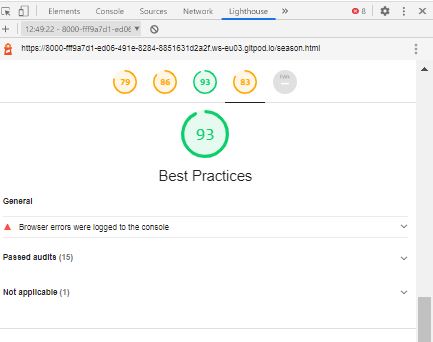 Elements Console Sources Network Lighthouse » 8
12:49:22 - 8000-fff9a7d1-ed06
https://8000-fff9a7d1-ed06-491e-8284-8851631d2a2f.ws-eu03.gitpod.io/season.html
79 86 93 83
93
Best Practices
General
Browser errors were logged to the console
Passed audits (15)
Not applicable (1)